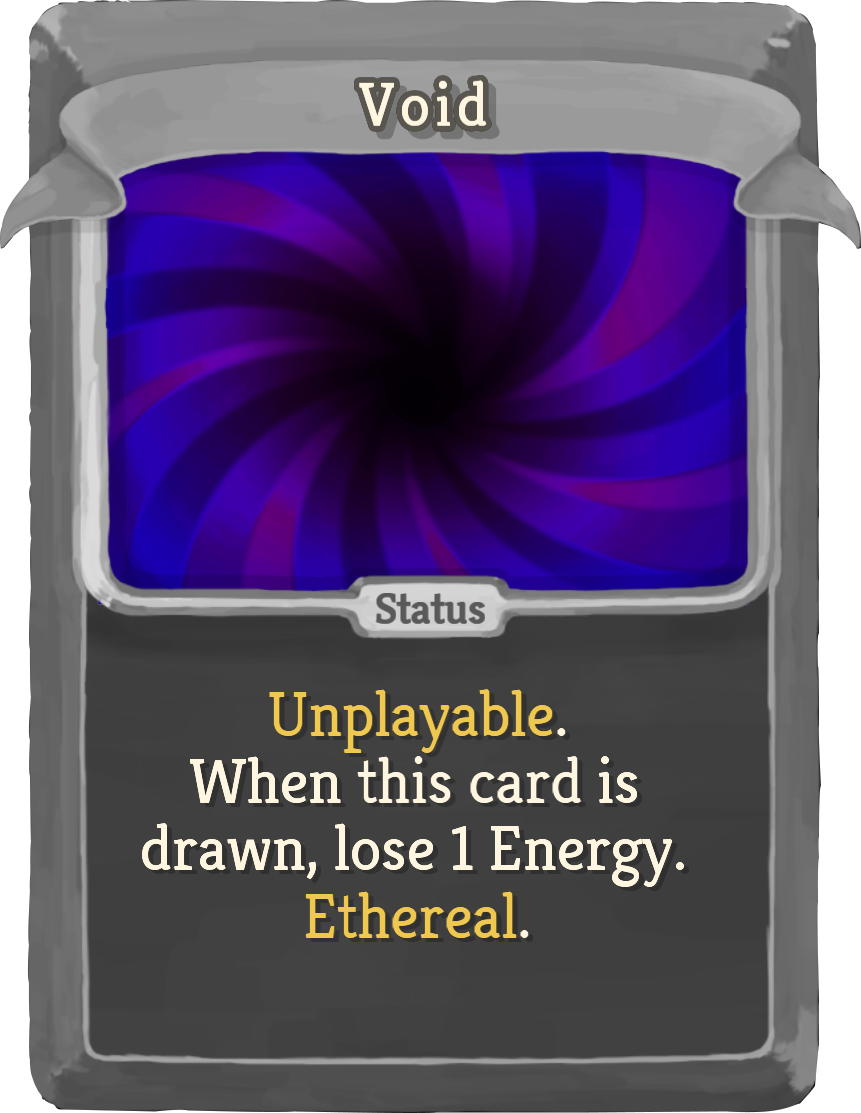 Void
Status
Unplayable.
When this card is
drawn, lose 1 Energy.
Ethereal.